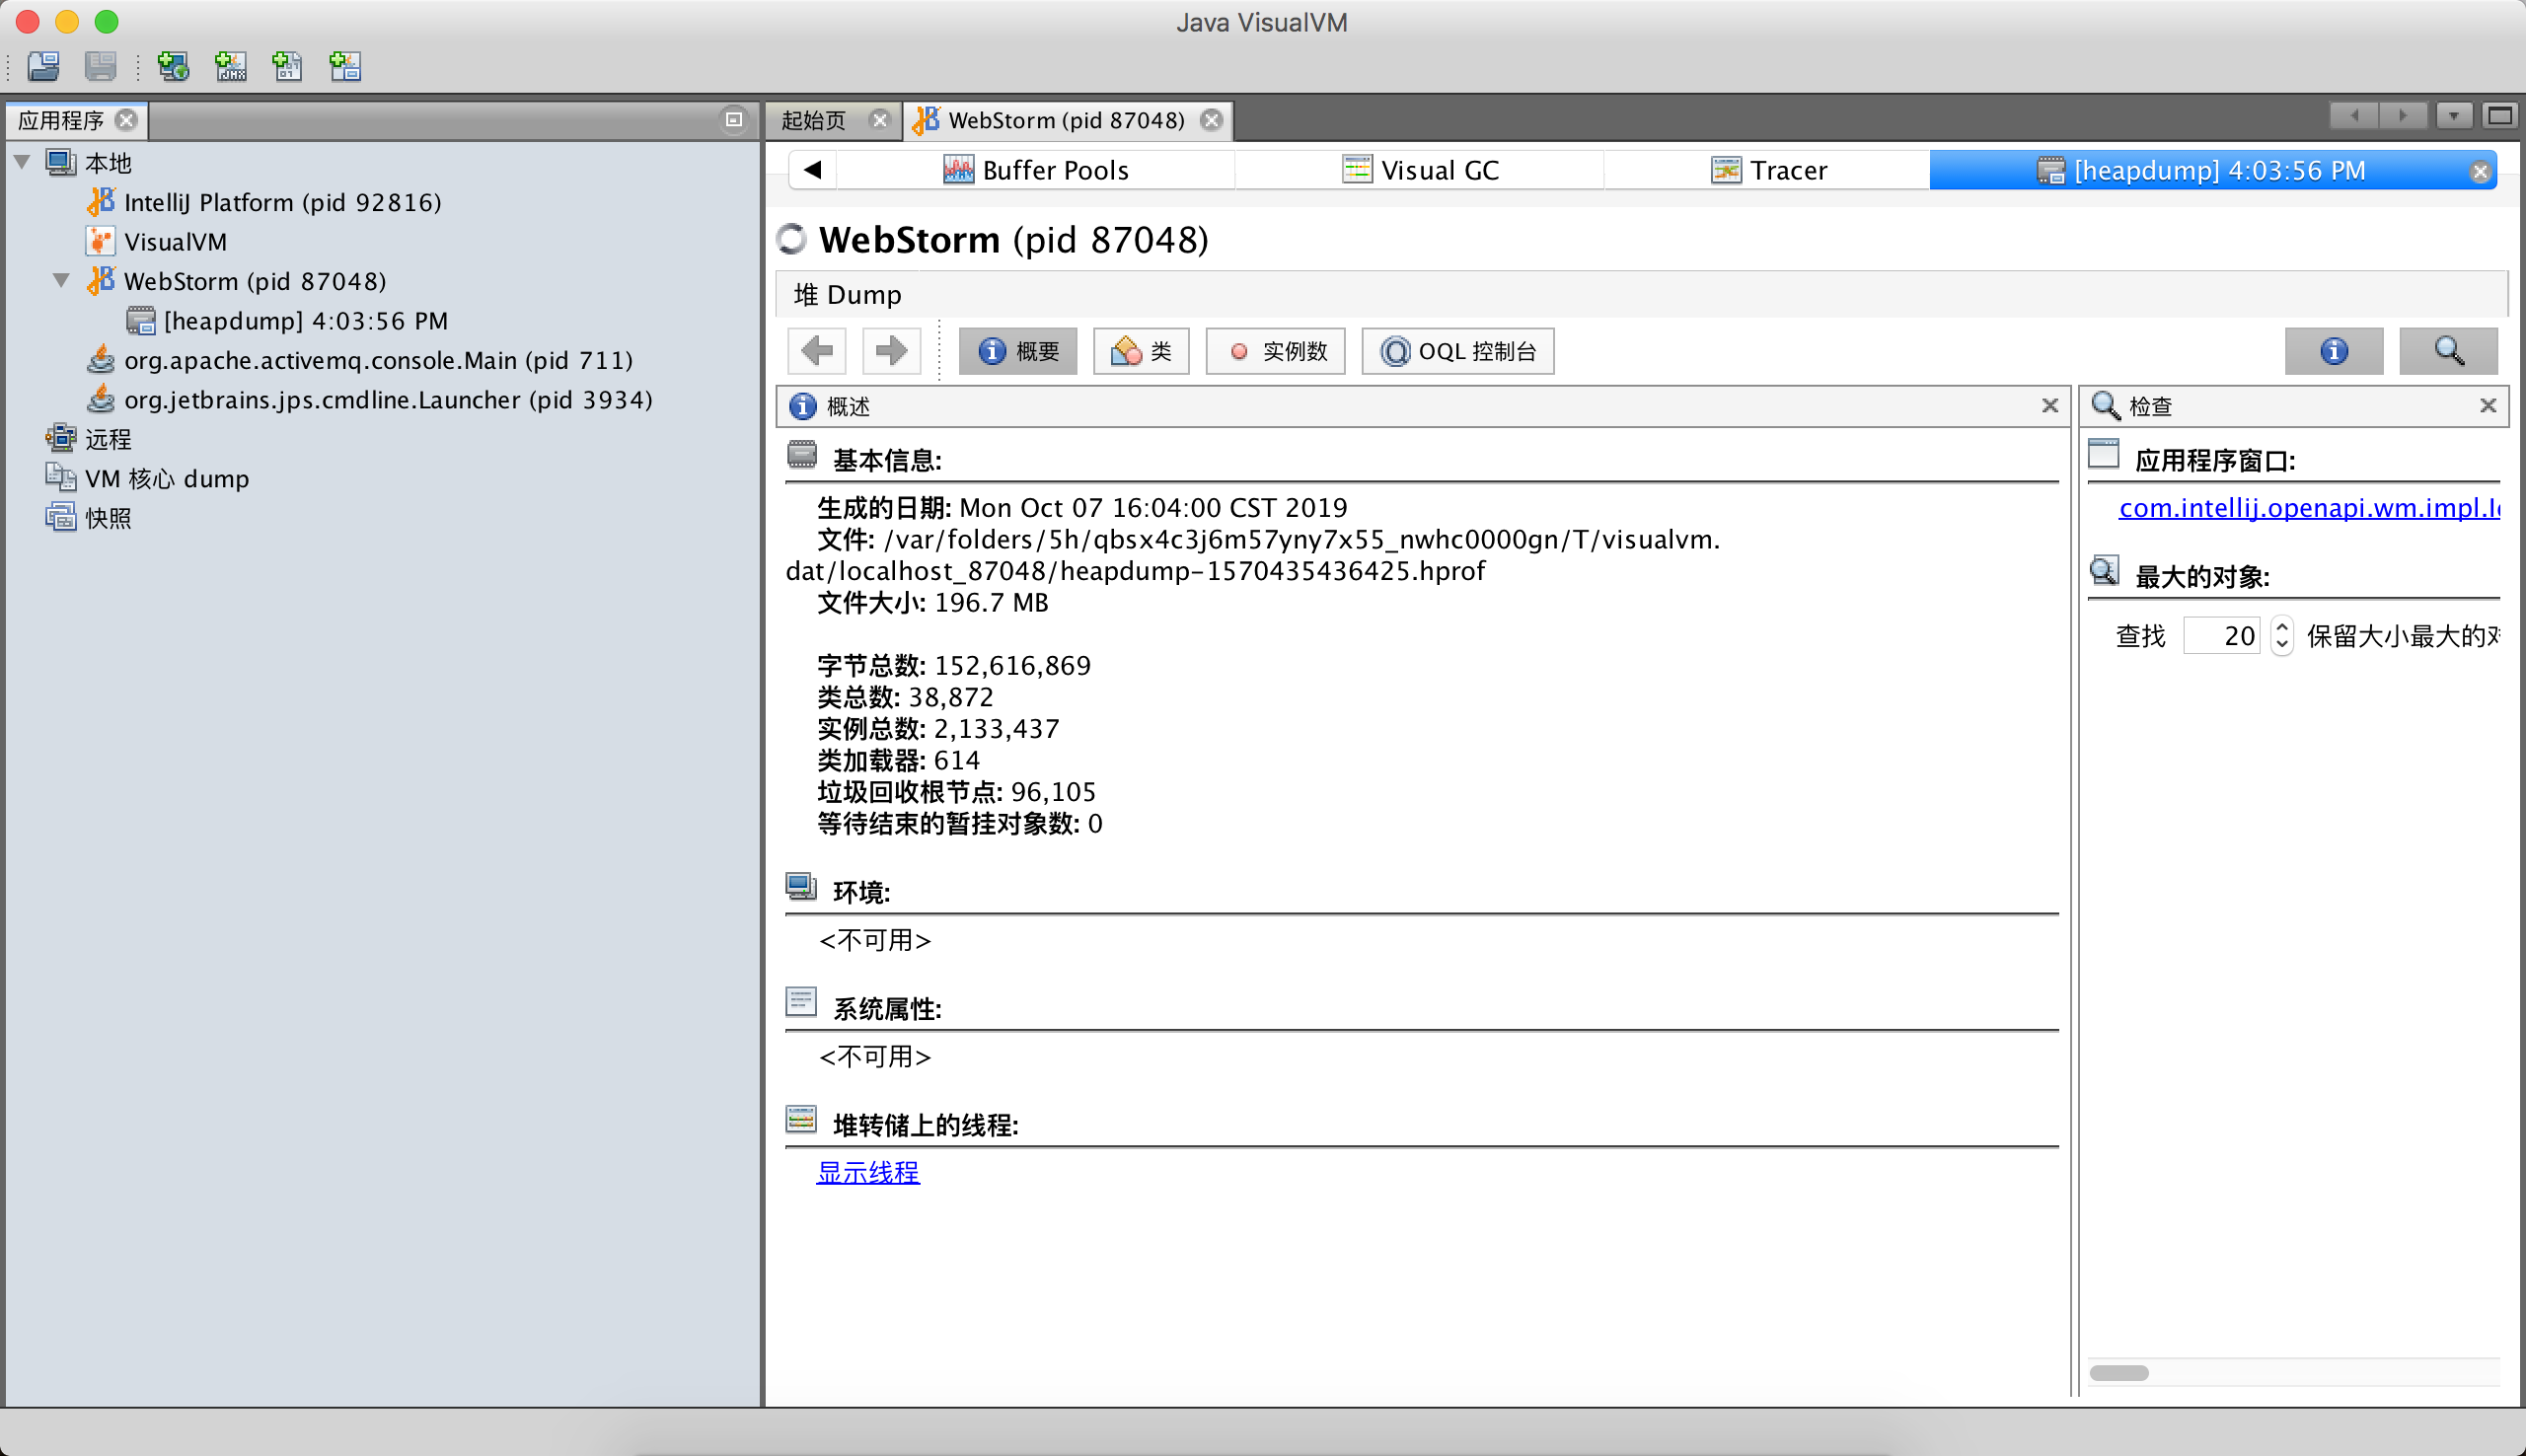 Java VisualVM
应用程序
起始页
WebStorm (pid 87048)
本地
IntelliJ Platform (pid 92816)
VisualVM
WebStorm (pid 87048)
[heapdump] 4:03:56 PM
org.apache.activemq.console.Main (pid 711)
org.jetbrains.jps.cmdline.Launcher (pid 3934)
远程
VM 核心 dump
快照
Buffer Pools
Visual GC
Tracer
[heapdump] 4:03:56 PM
WebStorm (pid 87048)
堆 Dump
概要
类
实例数
OQL 控制台
概述
基本信息:
生成的日期: Mon Oct 07 16:04:00 CST 2019
文件: /var/folders/5h/qbsx4c3j6m57yny7x55_nwhc0000gn/T/visualvm.
dat/localhost_87048/heapdump-1570435436425.hprof
文件大小: 196.7 MB
字节总数: 152,616,869
类总数: 38,872
实例总数: 2,133,437
类加载器: 614
垃圾回收根节点: 96,105
等待结束的暂挂对象数: 0
环境:
<不可用>
系统属性:
<不可用>
堆转储上的线程:
显示线程
检查
应用程序窗口:
com.intellij.openapi.wm.impl.
最大的对象:
查找 20 保留大小最大的